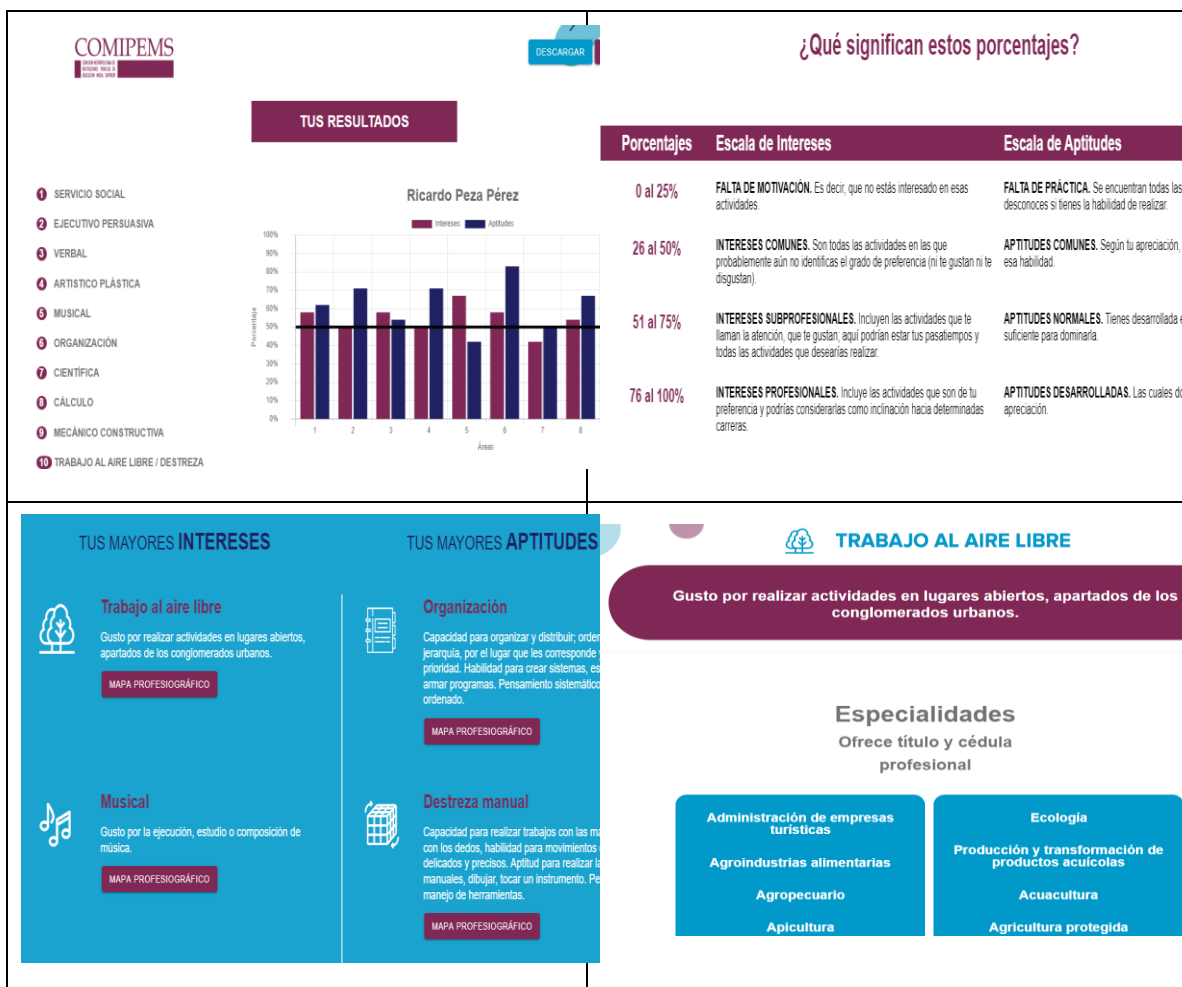 COMIPEMS
DESCARGAR
TUS RESULTADOS
1 SERVICIO SOCIAL
2 EJECUTIVO PERSUASIVA
3 VERBAL
4 ARTISTICO PLÁSTICA
5 MUSICAL
6 ORGANIZACIÓN
7 CIENTÍFICA
8 CÁLCULO
9 MECÁNICO CONSTRUCTIVA
10 TRABAJO AL AIRE LIBRE / DESTREZA
Ricardo Peza Pérez
Intereses Aptitudes
Porcentaje
100%
90%
80%
70%
60%
50%
40%
30%
20%
10%
0%
1 2 3 4 5 6 7 8
Áreas
¿Qué significan estos porcentajes?
Porcentajes Escala de Intereses Escala de Aptitudes
0 al 25%
FALTA DE MOTIVACIÓN. Es decir, que no estás interesado en esas
actividades.
FALTA DE PRÁCTICA. Se encuentran todas las
desconoces si tienes la habilidad de realizar.
26 al 50%
INTERESES COMUNES. Son todas las actividades en las que
probablemente aún no identificas el grado de preferencia (ni te gustan ni te
disgustan).
APTITUDES COMUNES. Según tu apreciación,
esa habilidad.
51 al 75%
INTERESES SUBPROFESIONALES. Incluyen las actividades que te
llaman la atención, que te gustan; aquí podrían estar tus pasatiempos y
todas las actividades que desearías realizar.
APTITUDES NORMALES. Tienes desarrollada e
suficiente para dominarla.
76 al 100%
INTERESES PROFESIONALES. Incluye las actividades que son de tu
preferencia y podrías considerarlas como inclinación hacia determinadas
carreras.
APTITUDES DESARROLLADAS. Las cuales do
apreciación.
TUS MAYORES INTERESES
Trabajo al aire libre
Gusto por realizar actividades en lugares abiertos,
apartados de los conglomerados urbanos.
MAPA PROFESIOGRÁFICO
Musical
Gusto por la ejecución, estudio o composición de
música.
MAPA PROFESIOGRÁFICO
TUS MAYORES APTITUDES
Organización
Capacidad para organizar y distribuir; orden
jerarquía, por el lugar que les corresponde y
prioridad. Habilidad para crear sistemas, es
armar programas. Pensamiento sistemático
ordenado.
MAPA PROFESIOGRÁFICO
Destreza manual
Capacidad para realizar trabajos con las ma
con los dedos, habilidad para movimientos
delicados y precisos. Aptitud para realizar la
manuales, dibujar, tocar un instrumento. Pe
manejo de herramientas.
MAPA PROFESIOGRÁFICO
TRABAJO AL AIRE LIBRE
Gusto por realizar actividades en lugares abiertos, apartados de los
conglomerados urbanos.
Especialidades
Ofrece título y cédula
profesional
Administración de empresas
turísticas
Agroindustrias alimentarias
Agropecuario
Apicultura
Ecología
Producción y transformación de
productos acuícolas
Acuacultura
Agricultura protegida